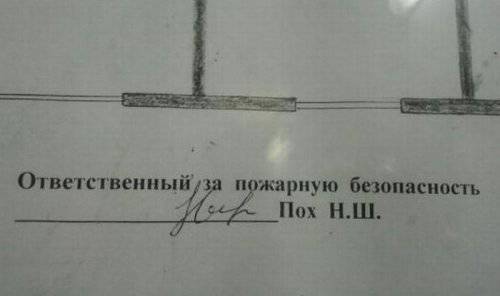 Ответственный за пожарную безопасность
Пох Н.Ш.